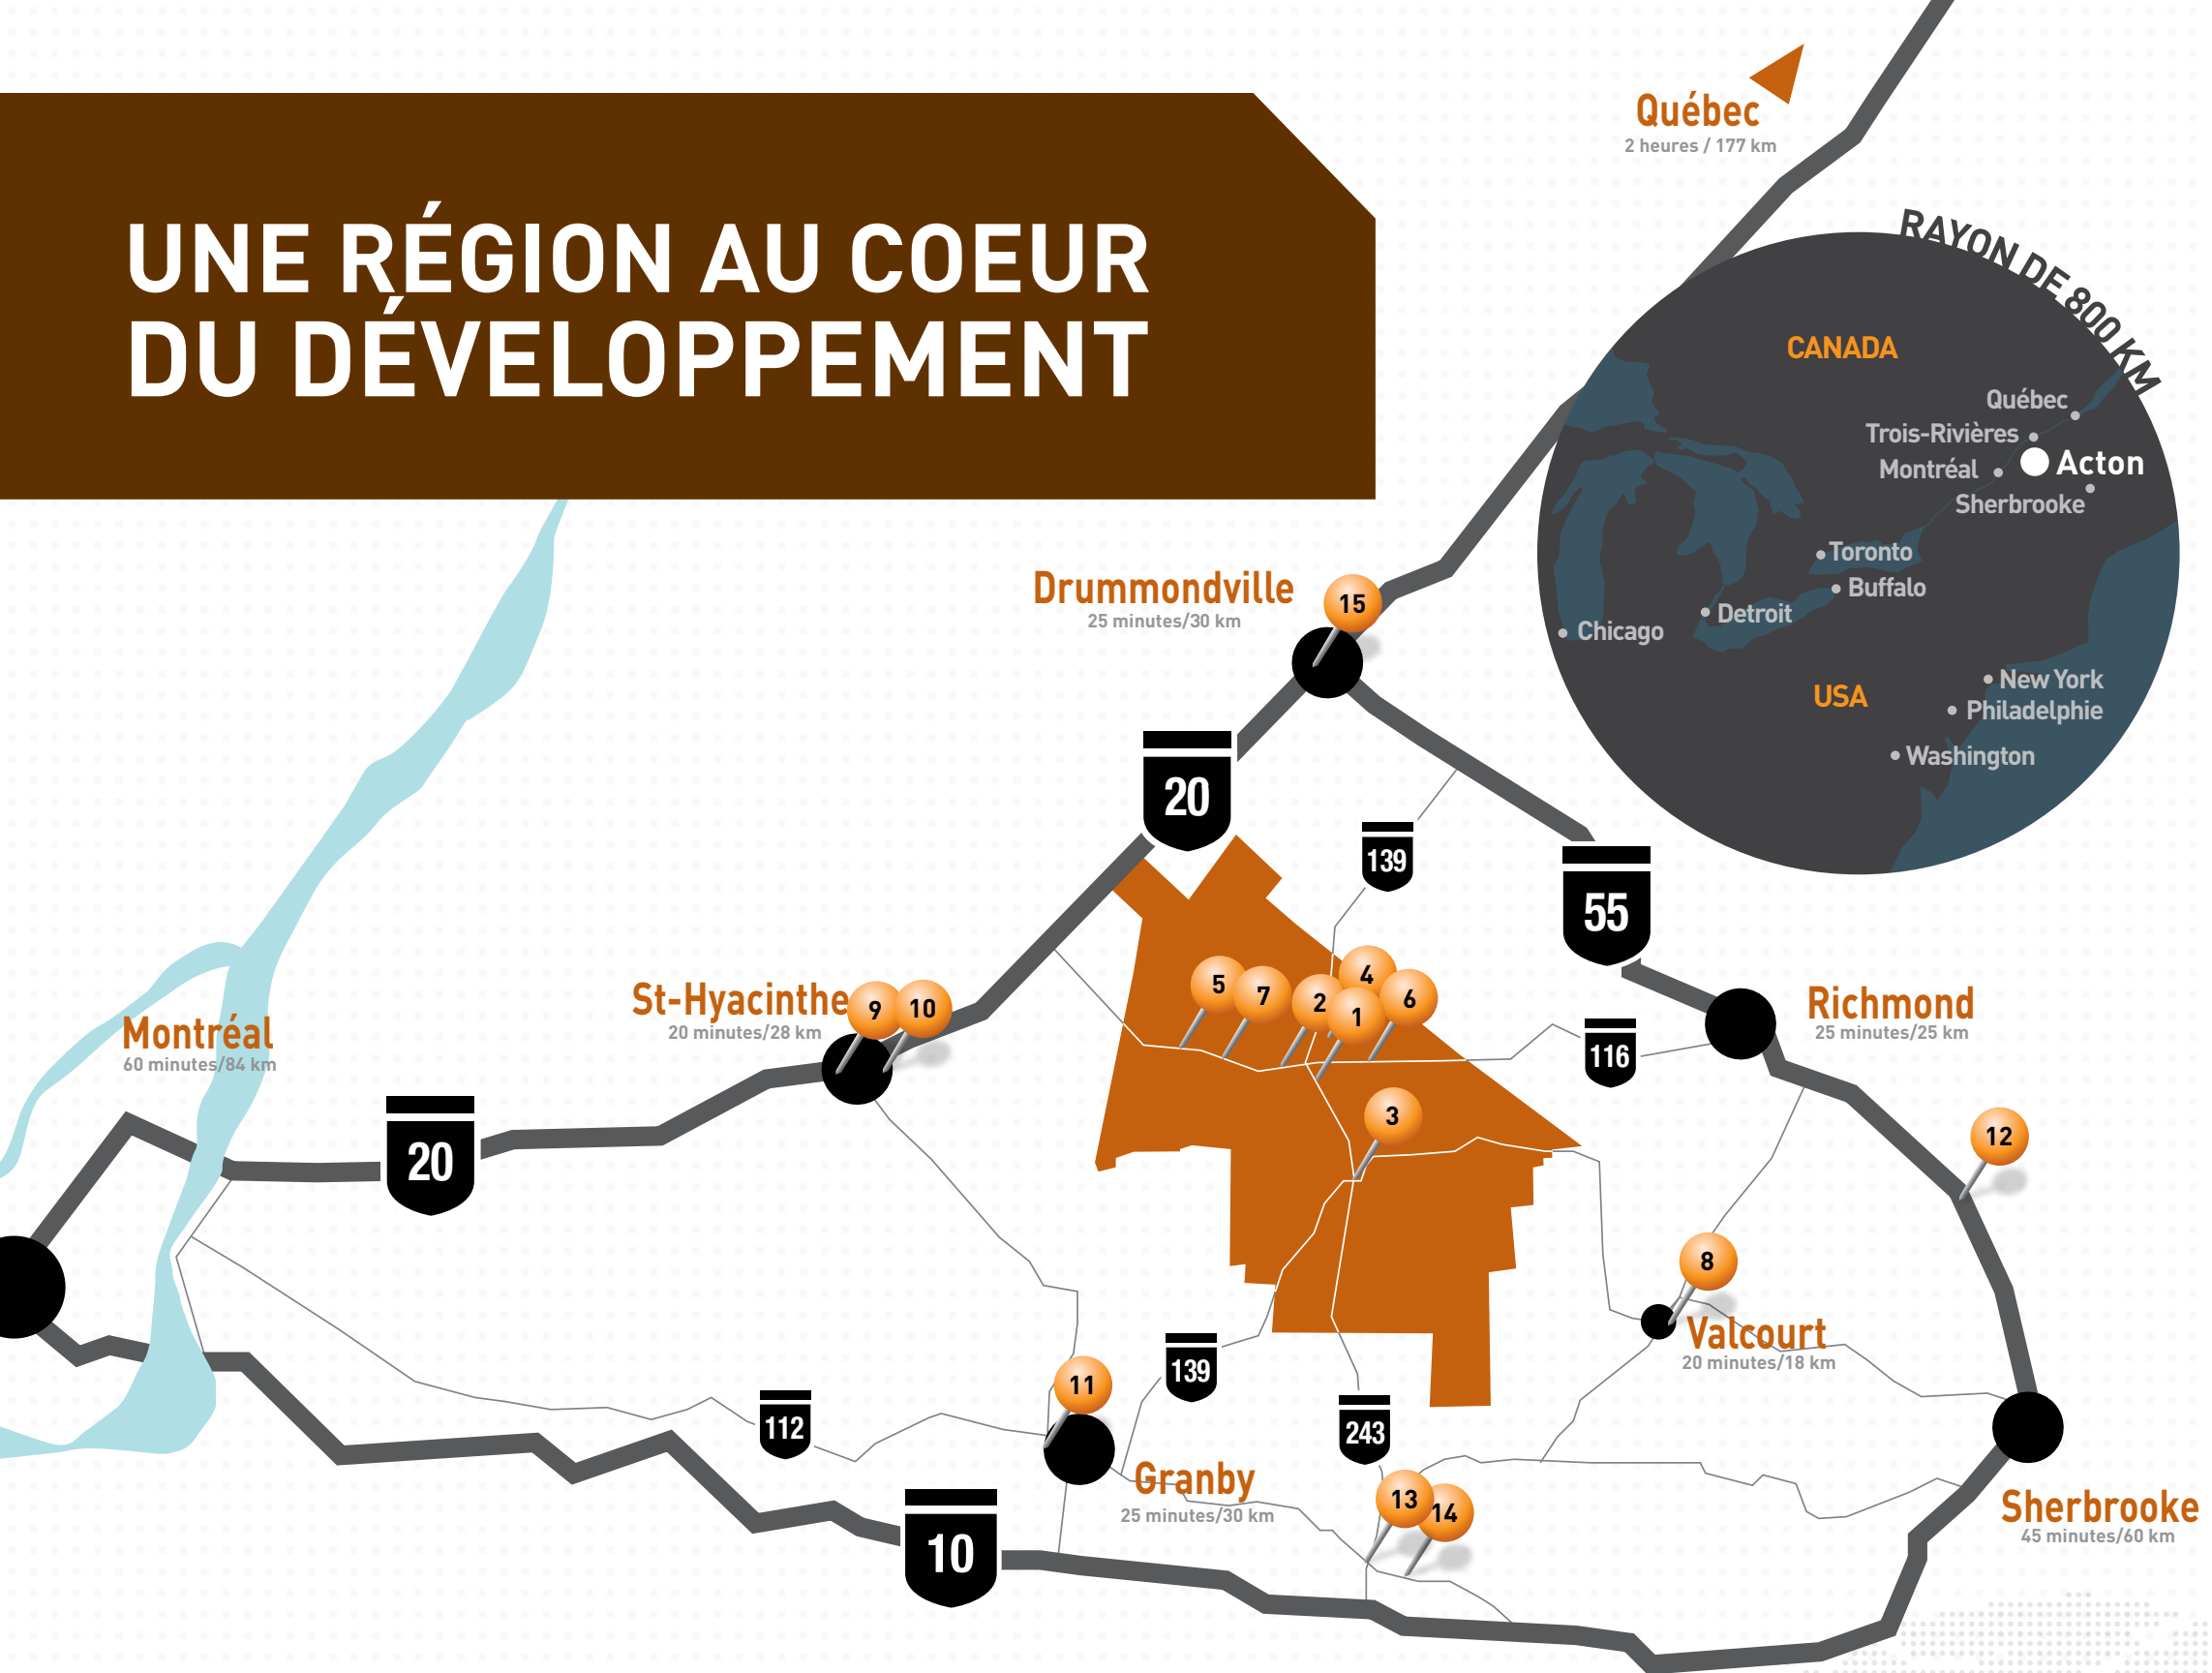 UNE RÉGION AU COEUR
DU DÉVELOPPEMENT
Québec
2 heures / 177 km
RAYON DE 800 KM
CANADA
Québec
Trois-Rivières
Montréal
Acton
Sherbrooke
Toronto
Buffalo
Detroit
Chicago
New York
USA
Philadelphie
Washington
Drummondville
25 minutes/30 km
15
20
139
55
5
7
2
4
1
6
St-Hyacinthe
20 minutes/28 km
9
10
Montréal
60 minutes/84 km
Richmond
25 minutes/25 km
116
3
12
20
8
Valcourt
20 minutes/18 km
139
11
112
243
Granby
25 minutes/30 km
13
14
Sherbrooke
45 minutes/60 km
10